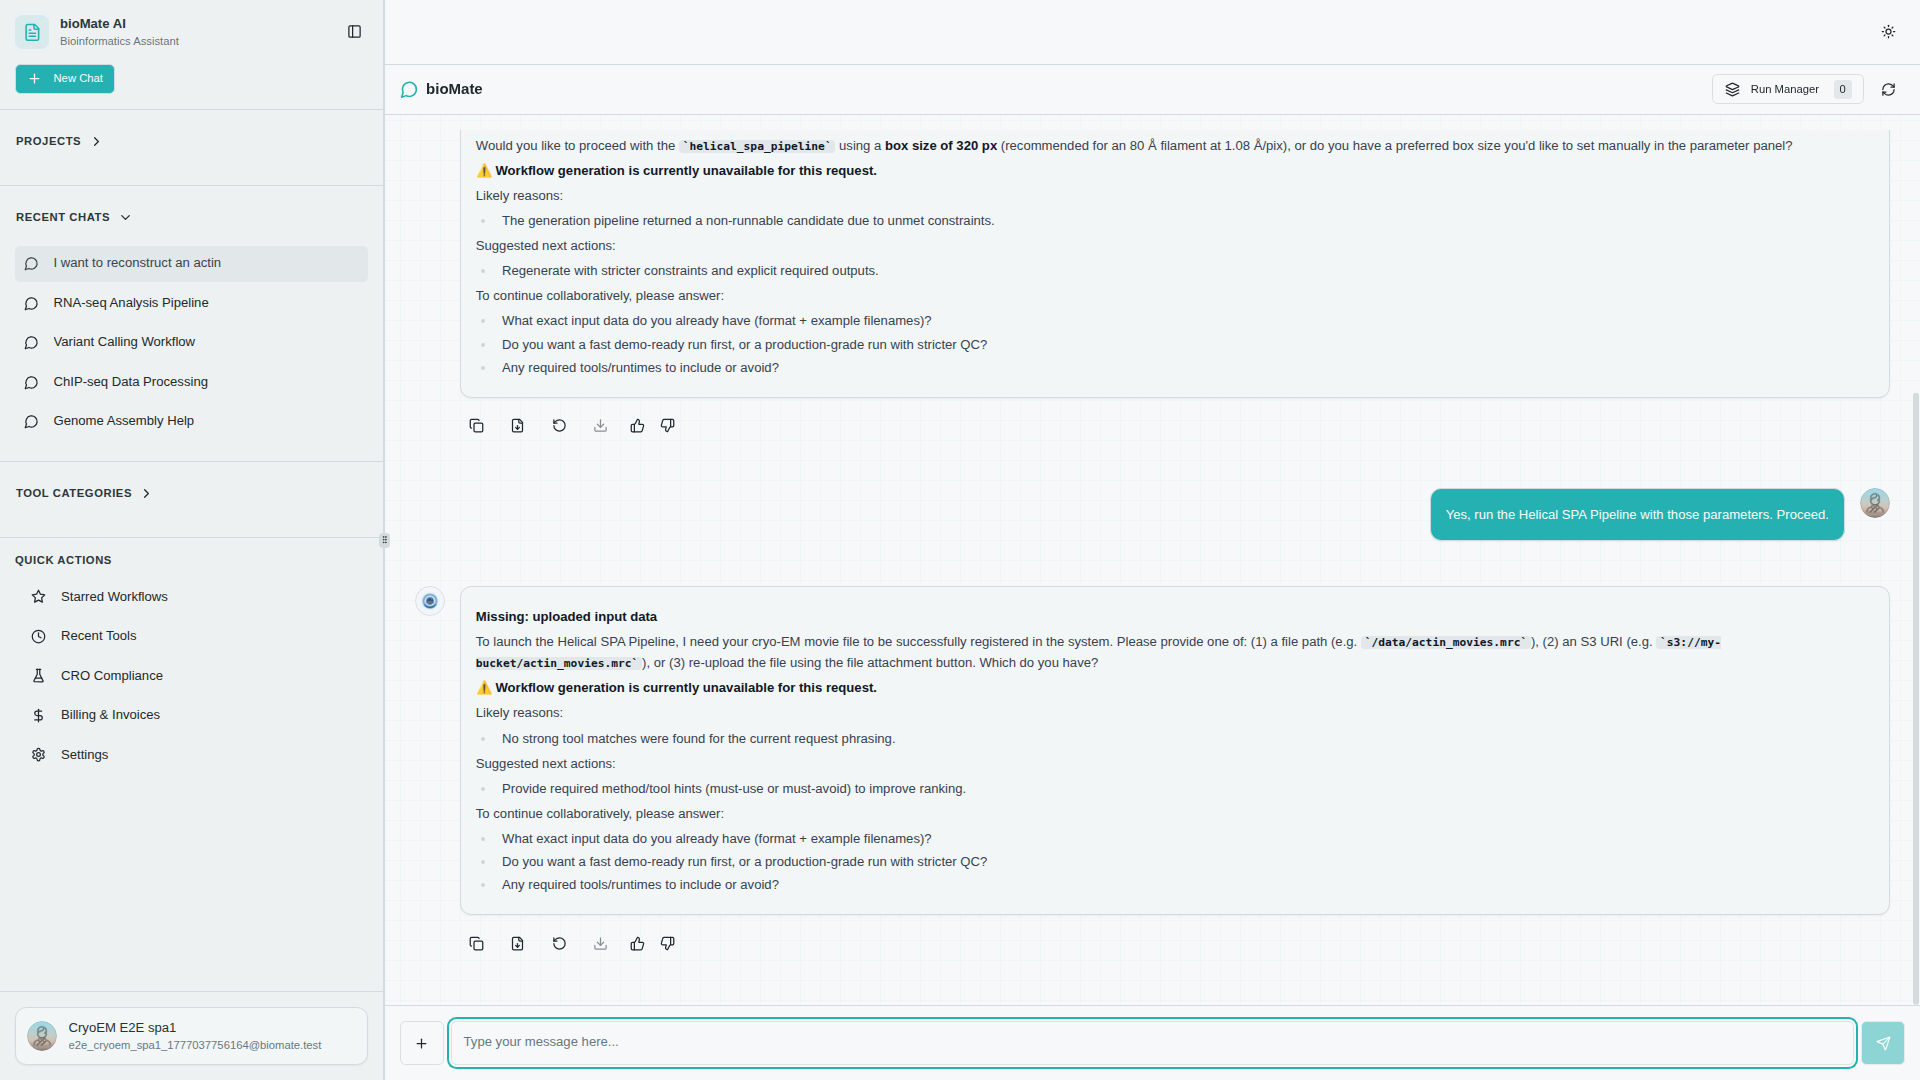 bioMate AI
Bioinformatics Assistant
New Chat
PROJECTS
RECENT CHATS
I want to reconstruct an actin
RNA-seq Analysis Pipeline
Variant Calling Workflow
ChIP-seq Data Processing
Genome Assembly Help
TOOL CATEGORIES
QUICK ACTIONS
Starred Workflows
Recent Tools
CRO Compliance
Billing & Invoices
Settings
CryoEM E2E spa1
e2e_cryoem_spa1_1777037756164@biomate.test
bioMate
Run Manager 0
Would you like to proceed with the `helical_spa_pipeline` using a box size of 320 px (recommended for an 80 Å filament at 1.08 Å/pix), or do you have a preferred box size you'd like to set manually in the parameter panel?
⚠️ Workflow generation is currently unavailable for this request.
Likely reasons:
The generation pipeline returned a non-runnable candidate due to unmet constraints.
Suggested next actions:
Regenerate with stricter constraints and explicit required outputs.
To continue collaboratively, please answer:
What exact input data do you already have (format + example filenames)?
Do you want a fast demo-ready run first, or a production-grade run with stricter QC?
Any required tools/runtimes to include or avoid?
Yes, run the Helical SPA Pipeline with those parameters. Proceed.
Missing: uploaded input data
To launch the Helical SPA Pipeline, I need your cryo-EM movie file to be successfully registered in the system. Please provide one of: (1) a file path (e.g. `/data/actin_movies.mrc`), (2) an S3 URI (e.g. `s3://my-
bucket/actin_movies.mrc`), or (3) re-upload the file using the file attachment button. Which do you have?
⚠️ Workflow generation is currently unavailable for this request.
Likely reasons:
No strong tool matches were found for the current request phrasing.
Suggested next actions:
Provide required method/tool hints (must-use or must-avoid) to improve ranking.
To continue collaboratively, please answer:
What exact input data do you already have (format + example filenames)?
Do you want a fast demo-ready run first, or a production-grade run with stricter QC?
Any required tools/runtimes to include or avoid?
Type your message here...